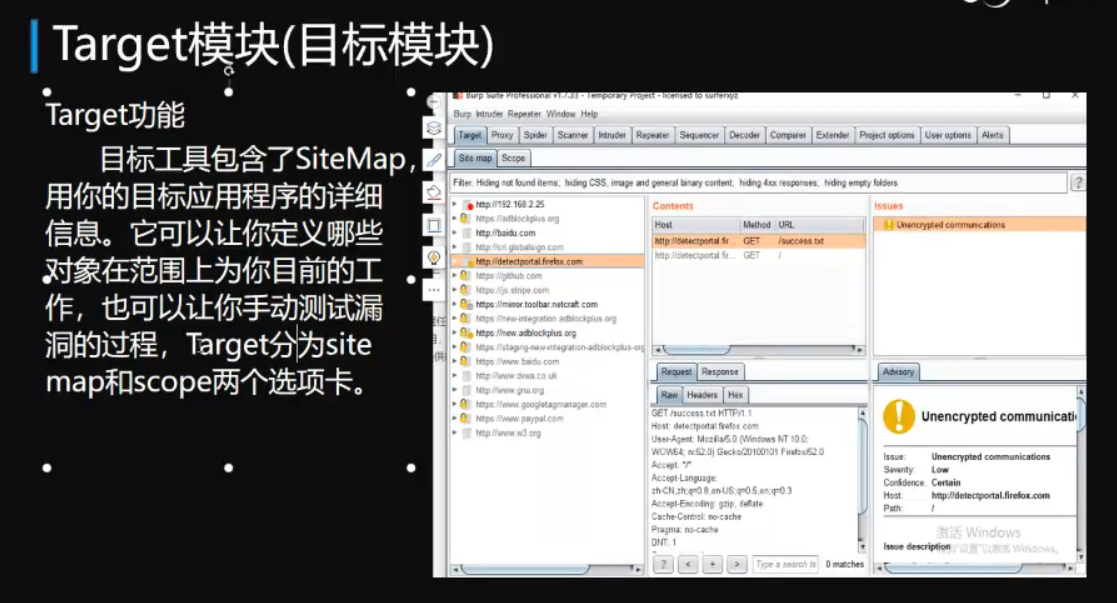 Target模块(目标模块)
Target功能
目标工具包含了SiteMap，
用你的目标应用程序的详细
信息。它可以让你定义哪些
对象在范围上为你目前的工
作，也可以让你手动测试漏
洞的过程，Target分为site
map和scope两个选项卡。
Burp Suite Professional v1.7.33 - Temporary Project - licensed to surferxyz
Burp Intruder Repeater Window Help
Target Proxy Spider Scanner Intruder Repeater Sequencer Decoder Comparer Extender Project options User options Alerts
Site map Scope
Filter: Hiding not found items; hiding CSS, image and general binary content; hiding 4xx responses; hiding empty folders
?
http://192.168.2.25
https://adblockplus.org
http://baidu.com
http://crl.globalsign.com
http://detectportal.firefox.com
https://github.com
https://js.stripe.com
https://mirror.toolbar.netcraft.com
https://new-integration.adblockplus.org
https://new.adblockplus.org
https://staging-new-integration-adblockplus-org
https://www.baidu.com
http://www.dvwa.co.uk
http://www.gnu.org
https://www.googletagmanager.com
https://www.paypal.com
http://www.w3.org
Contents
Host Method URL
http://detectportal.fir... GET /success.txt
http://detectportal.fir... GET /
Request Response
Raw Headers Hex
GET /success.txt HTTP/1.1
Host: detectportal.firefox.com
User-Agent: Mozilla/5.0 (Windows NT 10.0;
WOW64; rv:52.0) Gecko/20100101 Firefox/52.0
Accept: */*
Accept-Language:
zh-CN,zh;q=0.8,en-US;q=0.5,en;q=0.3
Accept-Encoding: gzip, deflate
Cache-Control: no-cache
Pragma: no-cache
DNT: 1
? < + > Type a search te 0 matches
Issues
Unencrypted communications
Advisory
Unencrypted communicati
Issue: Unencrypted communications
Severity: Low
Confidence: Certain
Host: http://detectportal.firefox.com
Path: /
激活 Windows
Issue description
"设置"以激活 Windows。